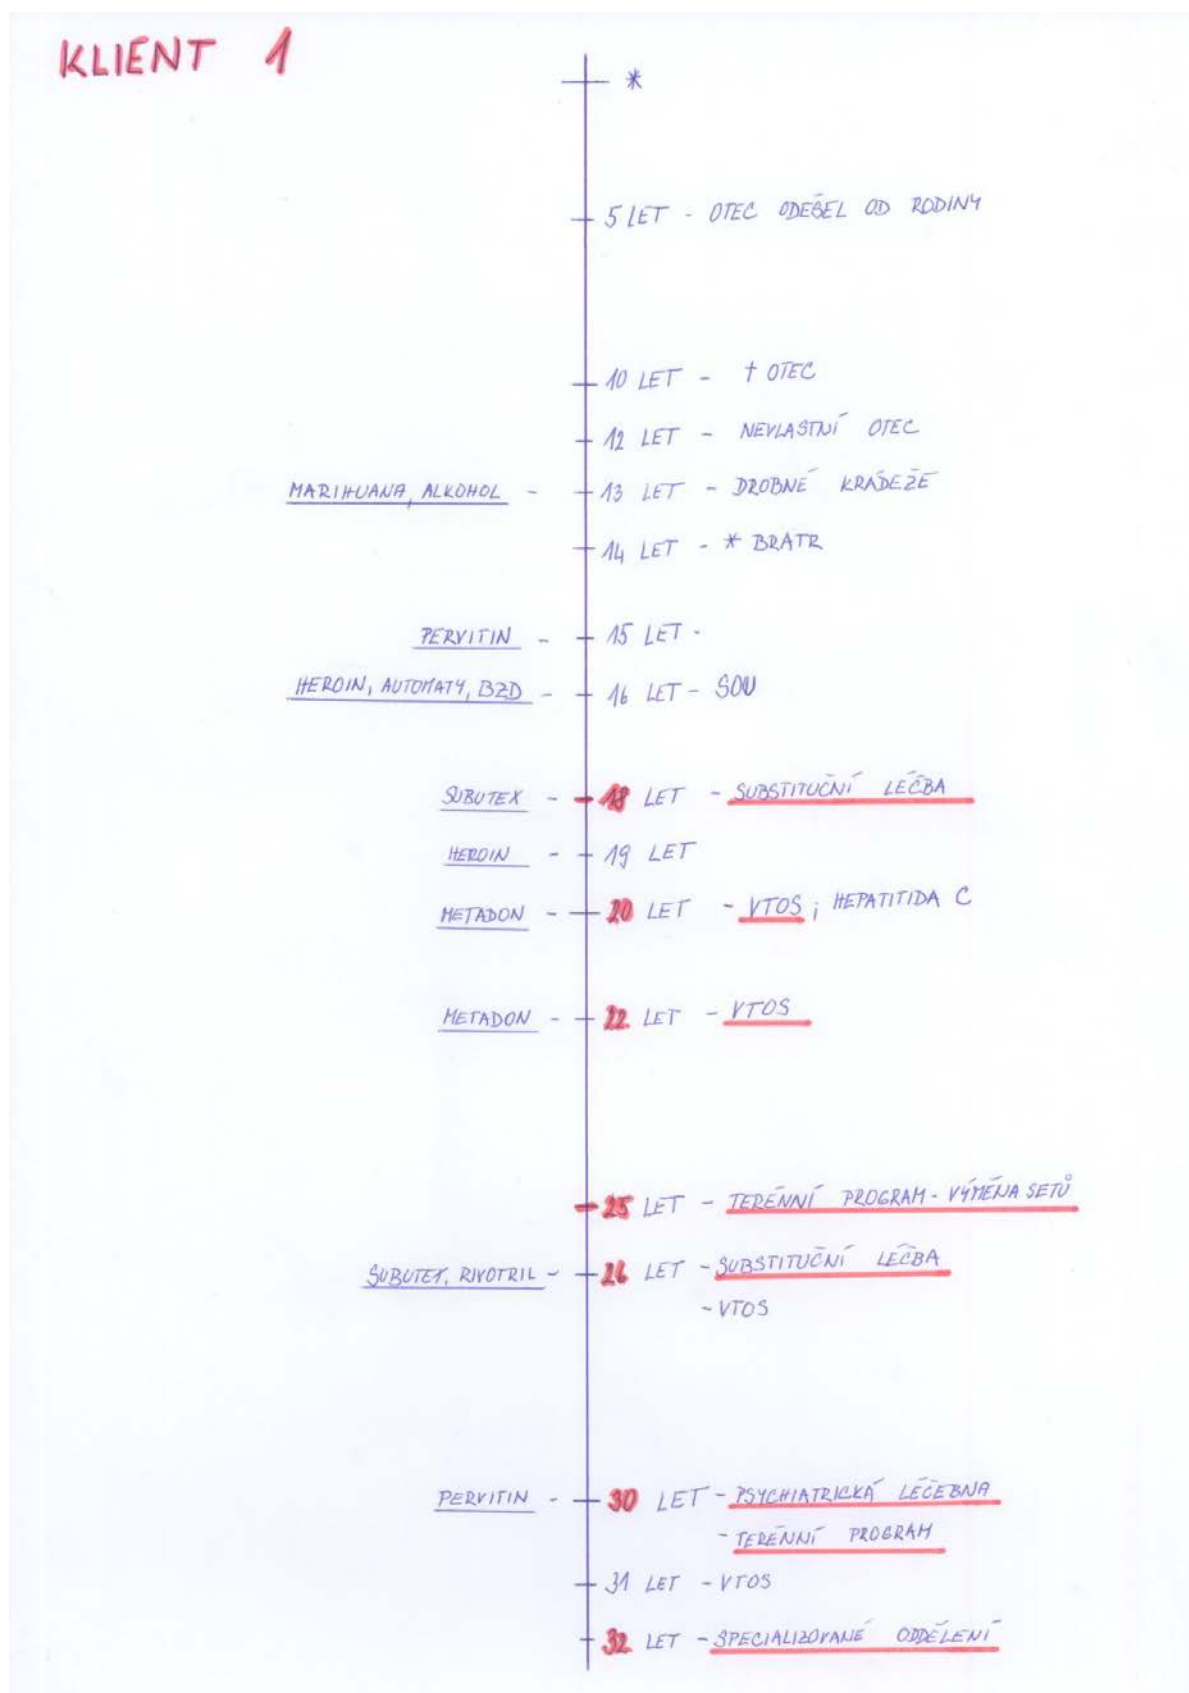 KLIENT 1
*
5 LET - OTEC ODEŠEL OD RODINY
10 LET - † OTEC
12 LET - NEVLASTNÍ OTEC
MARIHUANA, ALKOHOL - 13 LET - DROBNÉ KRÁDEŽE
14 LET - * BRATR
PERVITIN - 15 LET -
HEROIN, AUTOMATY, BZD - 16 LET - SOU
SUBUTEX - 18 LET - SUBSTITUČNÍ LÉČBA
HEROIN - 19 LET
METADON - 20 LET - VTOS ; HEPATITIDA C
METADON - 22 LET - VTOS
25 LET - TERÉNNÍ PROGRAM - VÝMĚNA SETŮ
SUBUTEX, RIVOTRIL - 26 LET - SUBSTITUČNÍ LÉČBA
- VTOS
PERVITIN - 30 LET - PSYCHIATRICKÁ LÉČEBNA
- TERÉNNÍ PROGRAM
31 LET - VTOS
32 LET - SPECIALIZOVANÉ ODDĚLENÍ